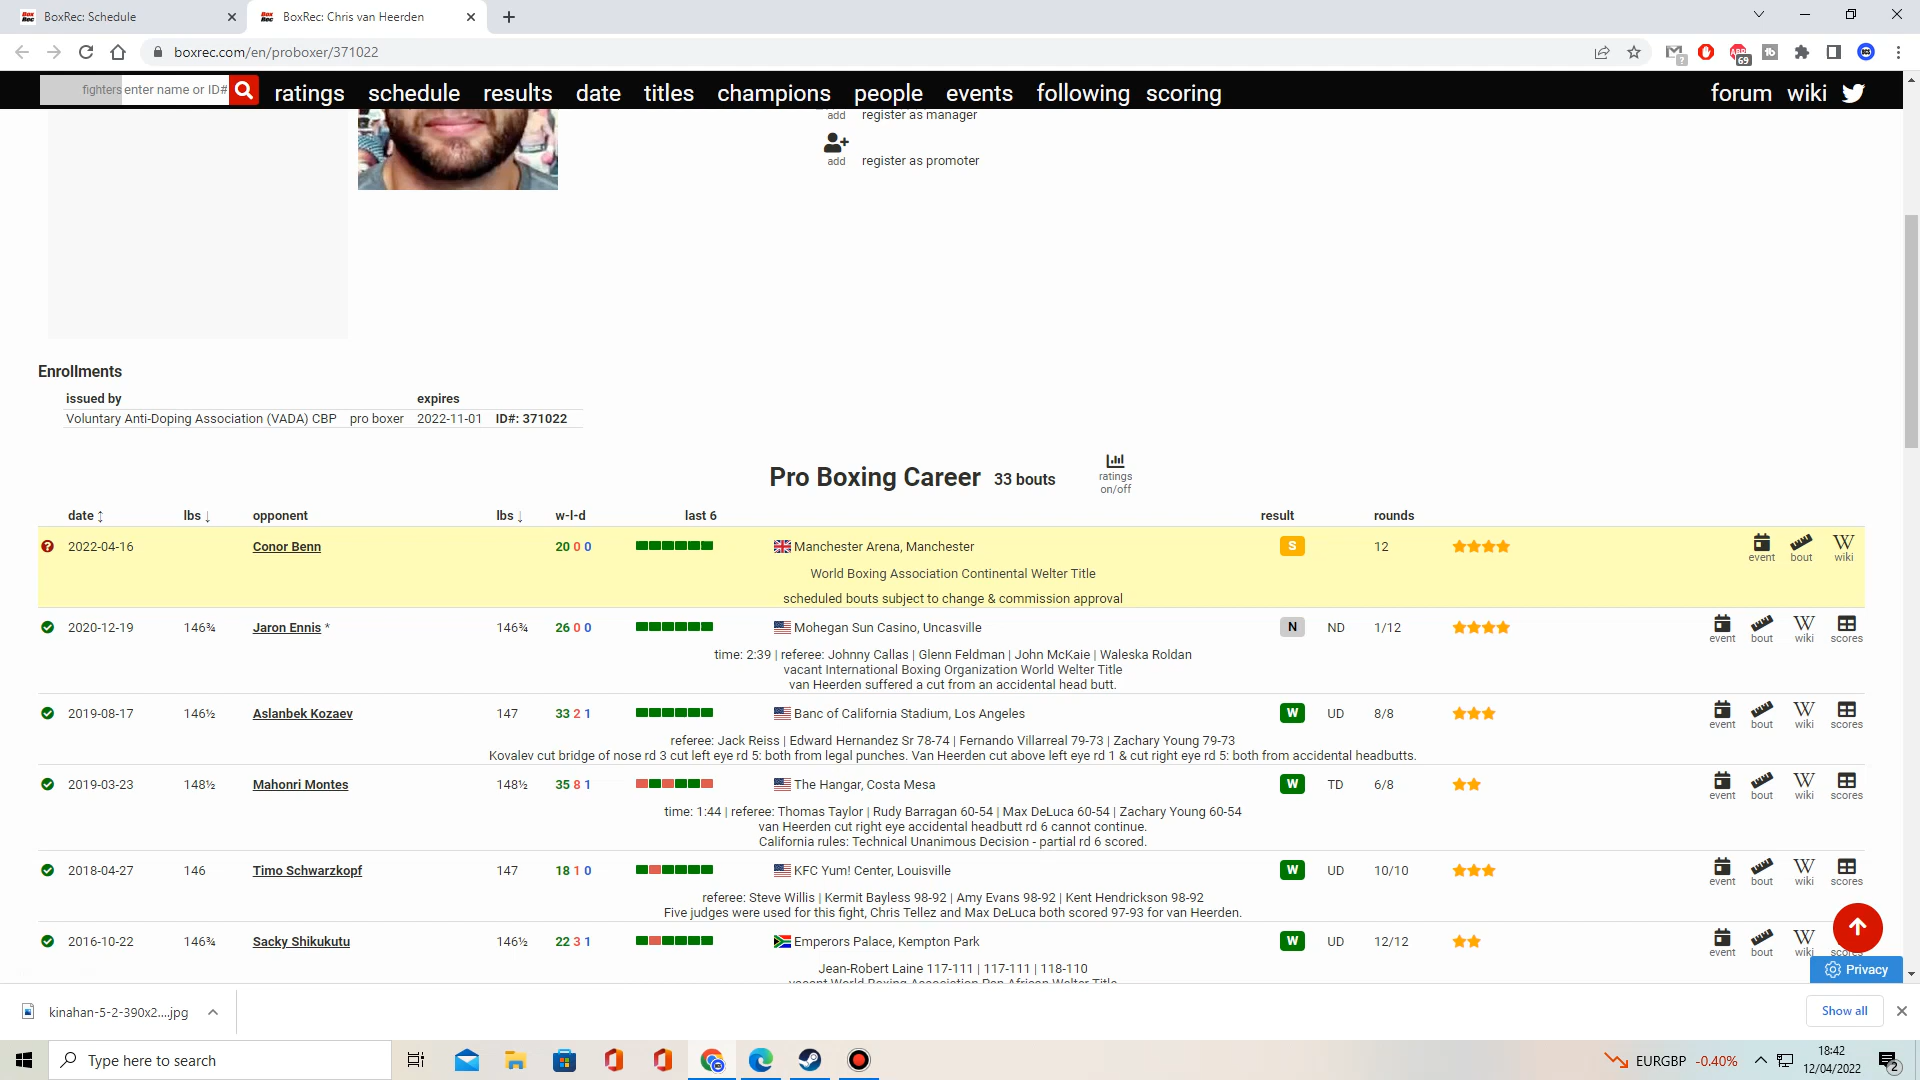 BoxRec: Schedule
BoxRec: Chris van Heerden
boxrec.com/en/proboxer/371022
fighters enter name or ID# ratings schedule results date titles champions people events following scoring forum wiki
add register as manager
add register as promoter
Enrollments
issued by expires
Voluntary Anti-Doping Association (VADA) CBP pro boxer 2022-11-01 ID#: 371022
Pro Boxing Career 33 bouts
ratings
on/off
date lbs opponent lbs w-l-d last 6 result rounds
2022-04-16 Conor Benn 20 0 0 Manchester Arena, Manchester S 12
event bout wiki
World Boxing Association Continental Welter Title
scheduled bouts subject to change & commission approval
2020-12-19 146¾ Jaron Ennis * 146¾ 26 0 0 Mohegan Sun Casino, Uncasville N ND 1/12
event bout wiki scores
time: 2:39 | referee: Johnny Callas | Glenn Feldman | John McKaie | Waleska Roldan
vacant International Boxing Organization World Welter Title
van Heerden suffered a cut from an accidental head butt.
2019-08-17 146½ Aslanbek Kozaev 147 33 2 1 Banc of California Stadium, Los Angeles W UD 8/8
event bout wiki scores
referee: Jack Reiss | Edward Hernandez Sr 78-74 | Fernando Villarreal 79-73 | Zachary Young 79-73
Kovalev cut bridge of nose rd 3 cut left eye rd 5: both from legal punches. Van Heerden cut above left eye rd 1 & cut right eye rd 5: both from accidental headbutts.
2019-03-23 148½ Mahonri Montes 148½ 35 8 1 The Hangar, Costa Mesa W TD 6/8
event bout wiki scores
time: 1:44 | referee: Thomas Taylor | Rudy Barragan 60-54 | Max DeLuca 60-54 | Zachary Young 60-54
van Heerden cut right eye accidental headbutt rd 6 cannot continue.
California rules: Technical Unanimous Decision - partial rd 6 scored.
2018-04-27 146 Timo Schwarzkopf 147 18 1 0 KFC Yum! Center, Louisville W UD 10/10
event bout wiki scores
referee: Steve Willis | Kermit Bayless 98-92 | Amy Evans 98-92 | Kent Hendrickson 98-92
Five judges were used for this fight, Chris Tellez and Max DeLuca both scored 97-93 for van Heerden.
2016-10-22 146¾ Sacky Shikukutu 146½ 22 3 1 Emperors Palace, Kempton Park W UD 12/12
event bout wiki scores
Jean-Robert Laine 117-111 | 117-111 | 118-110
vacant World Boxing Association Pan African Welter Title
Privacy
kinahan-5-2-390x2....jpg
Show all
Type here to search
EURGBP -0.40%
18:42
12/04/2022
2